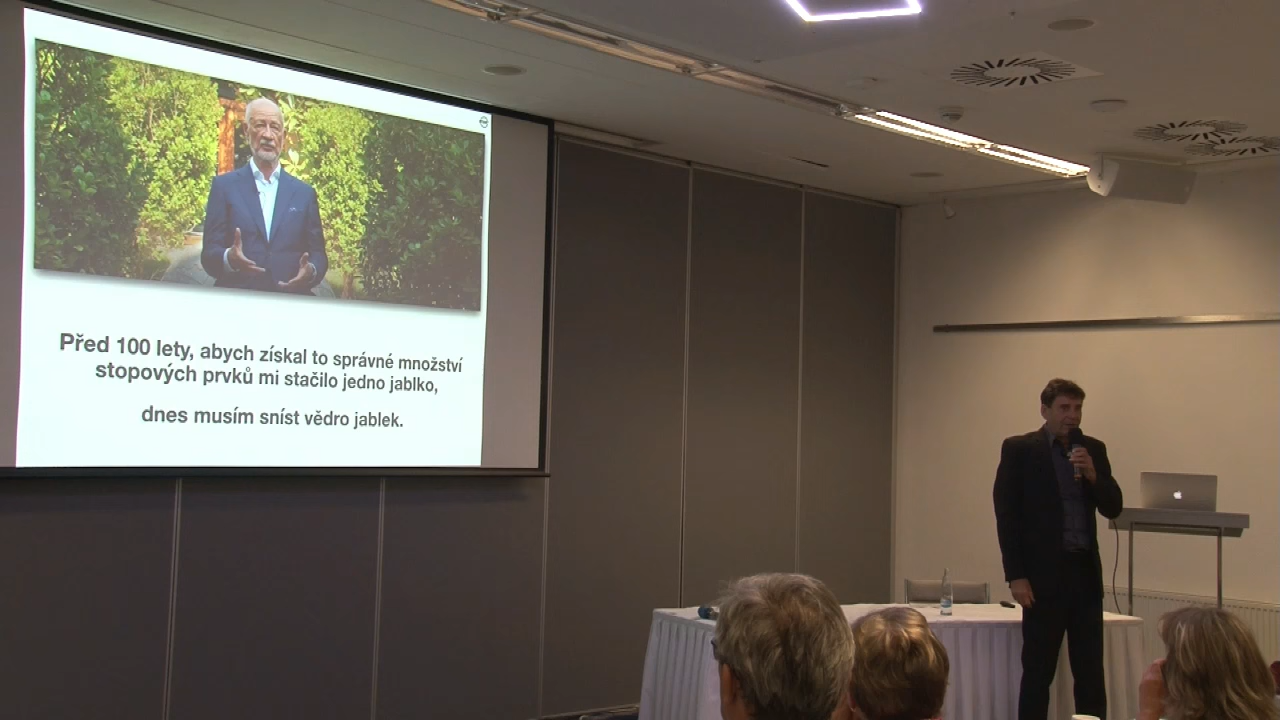 Před 100 lety, abych získal to správné množství
stopových prvků mi stačilo jedno jablko,
dnes musím sníst vědro jablek.